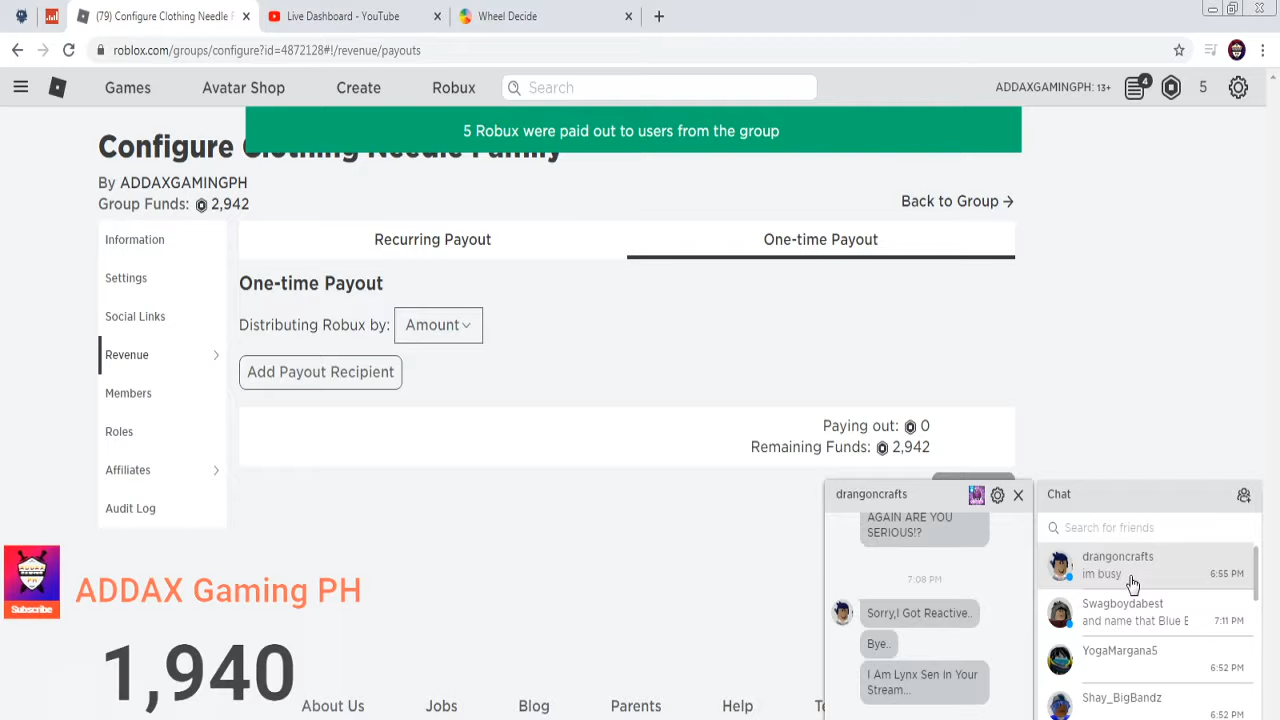 (79) Configure Clothing Needle F
Live Dashboard - YouTube
Wheel Decide
roblox.com/groups/configure?id=4872128#!/revenue/payouts
Games
Avatar Shop
Create
Robux
Search
ADDAXGAMINGPH: 13+
4
5
5 Robux were paid out to users from the group
Configure Clothing Needle Family
By ADDAXGAMINGPH
Group Funds: 2,942
Back to Group →
Information
Settings
Social Links
Revenue
Members
Roles
Affiliates
Audit Log
Recurring Payout
One-time Payout
One-time Payout
Distributing Robux by: Amount
Add Payout Recipient
Paying out: 0
Remaining Funds: 2,942
drangoncrafts
AGAIN ARE YOU
SERIOUS!?
7:08 PM
Sorry,I Got Reactive..
Bye..
I Am Lynx Sen In Your
Stream...
Chat
Search for friends
drangoncrafts
im busy
6:55 PM
Swagboydabest
and name that Blue E
7:11 PM
YogaMargana5
6:52 PM
Shay_BigBandz
6:52 PM
Subscribe
ADDAX Gaming PH
1,940
About Us
Jobs
Blog
Parents
Help